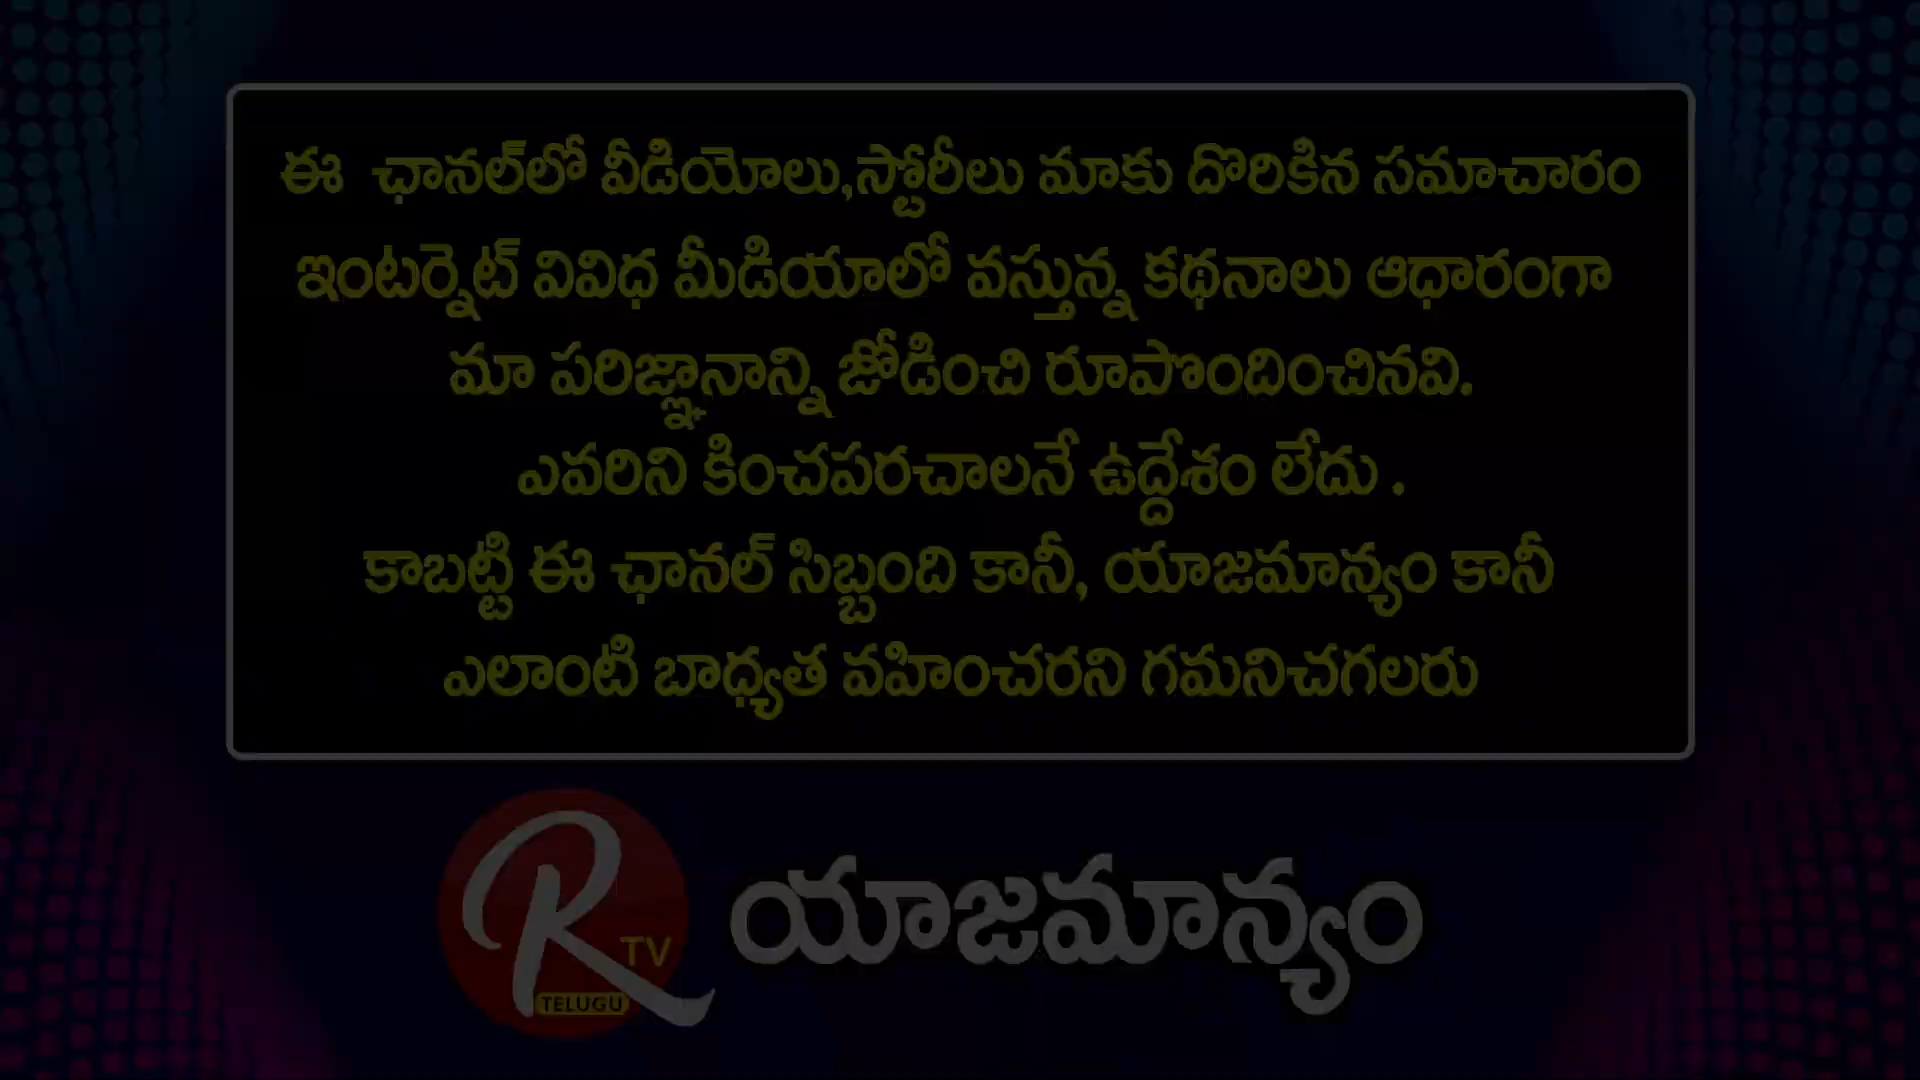 ఈ ఛానల్‌లో వీడియోలు,స్టోరీలు మాకు దొరికిన సమాచారం
ఇంటర్నెట్ వివిధ మీడియాలో వస్తున్న కథనాలు ఆధారంగా
మా పరిజ్ఞానాన్ని జోడించి రూపొందించినవి.
ఎవరిని కించపరచాలనే ఉద్దేశం లేదు .
కాబట్టి ఈ ఛానల్ సిబ్బంది కానీ, యాజమాన్యం కానీ
ఎలాంటి బాధ్యత వహించరని గమనిచగలరు
R TV యాజమాన్యం
TELUGU